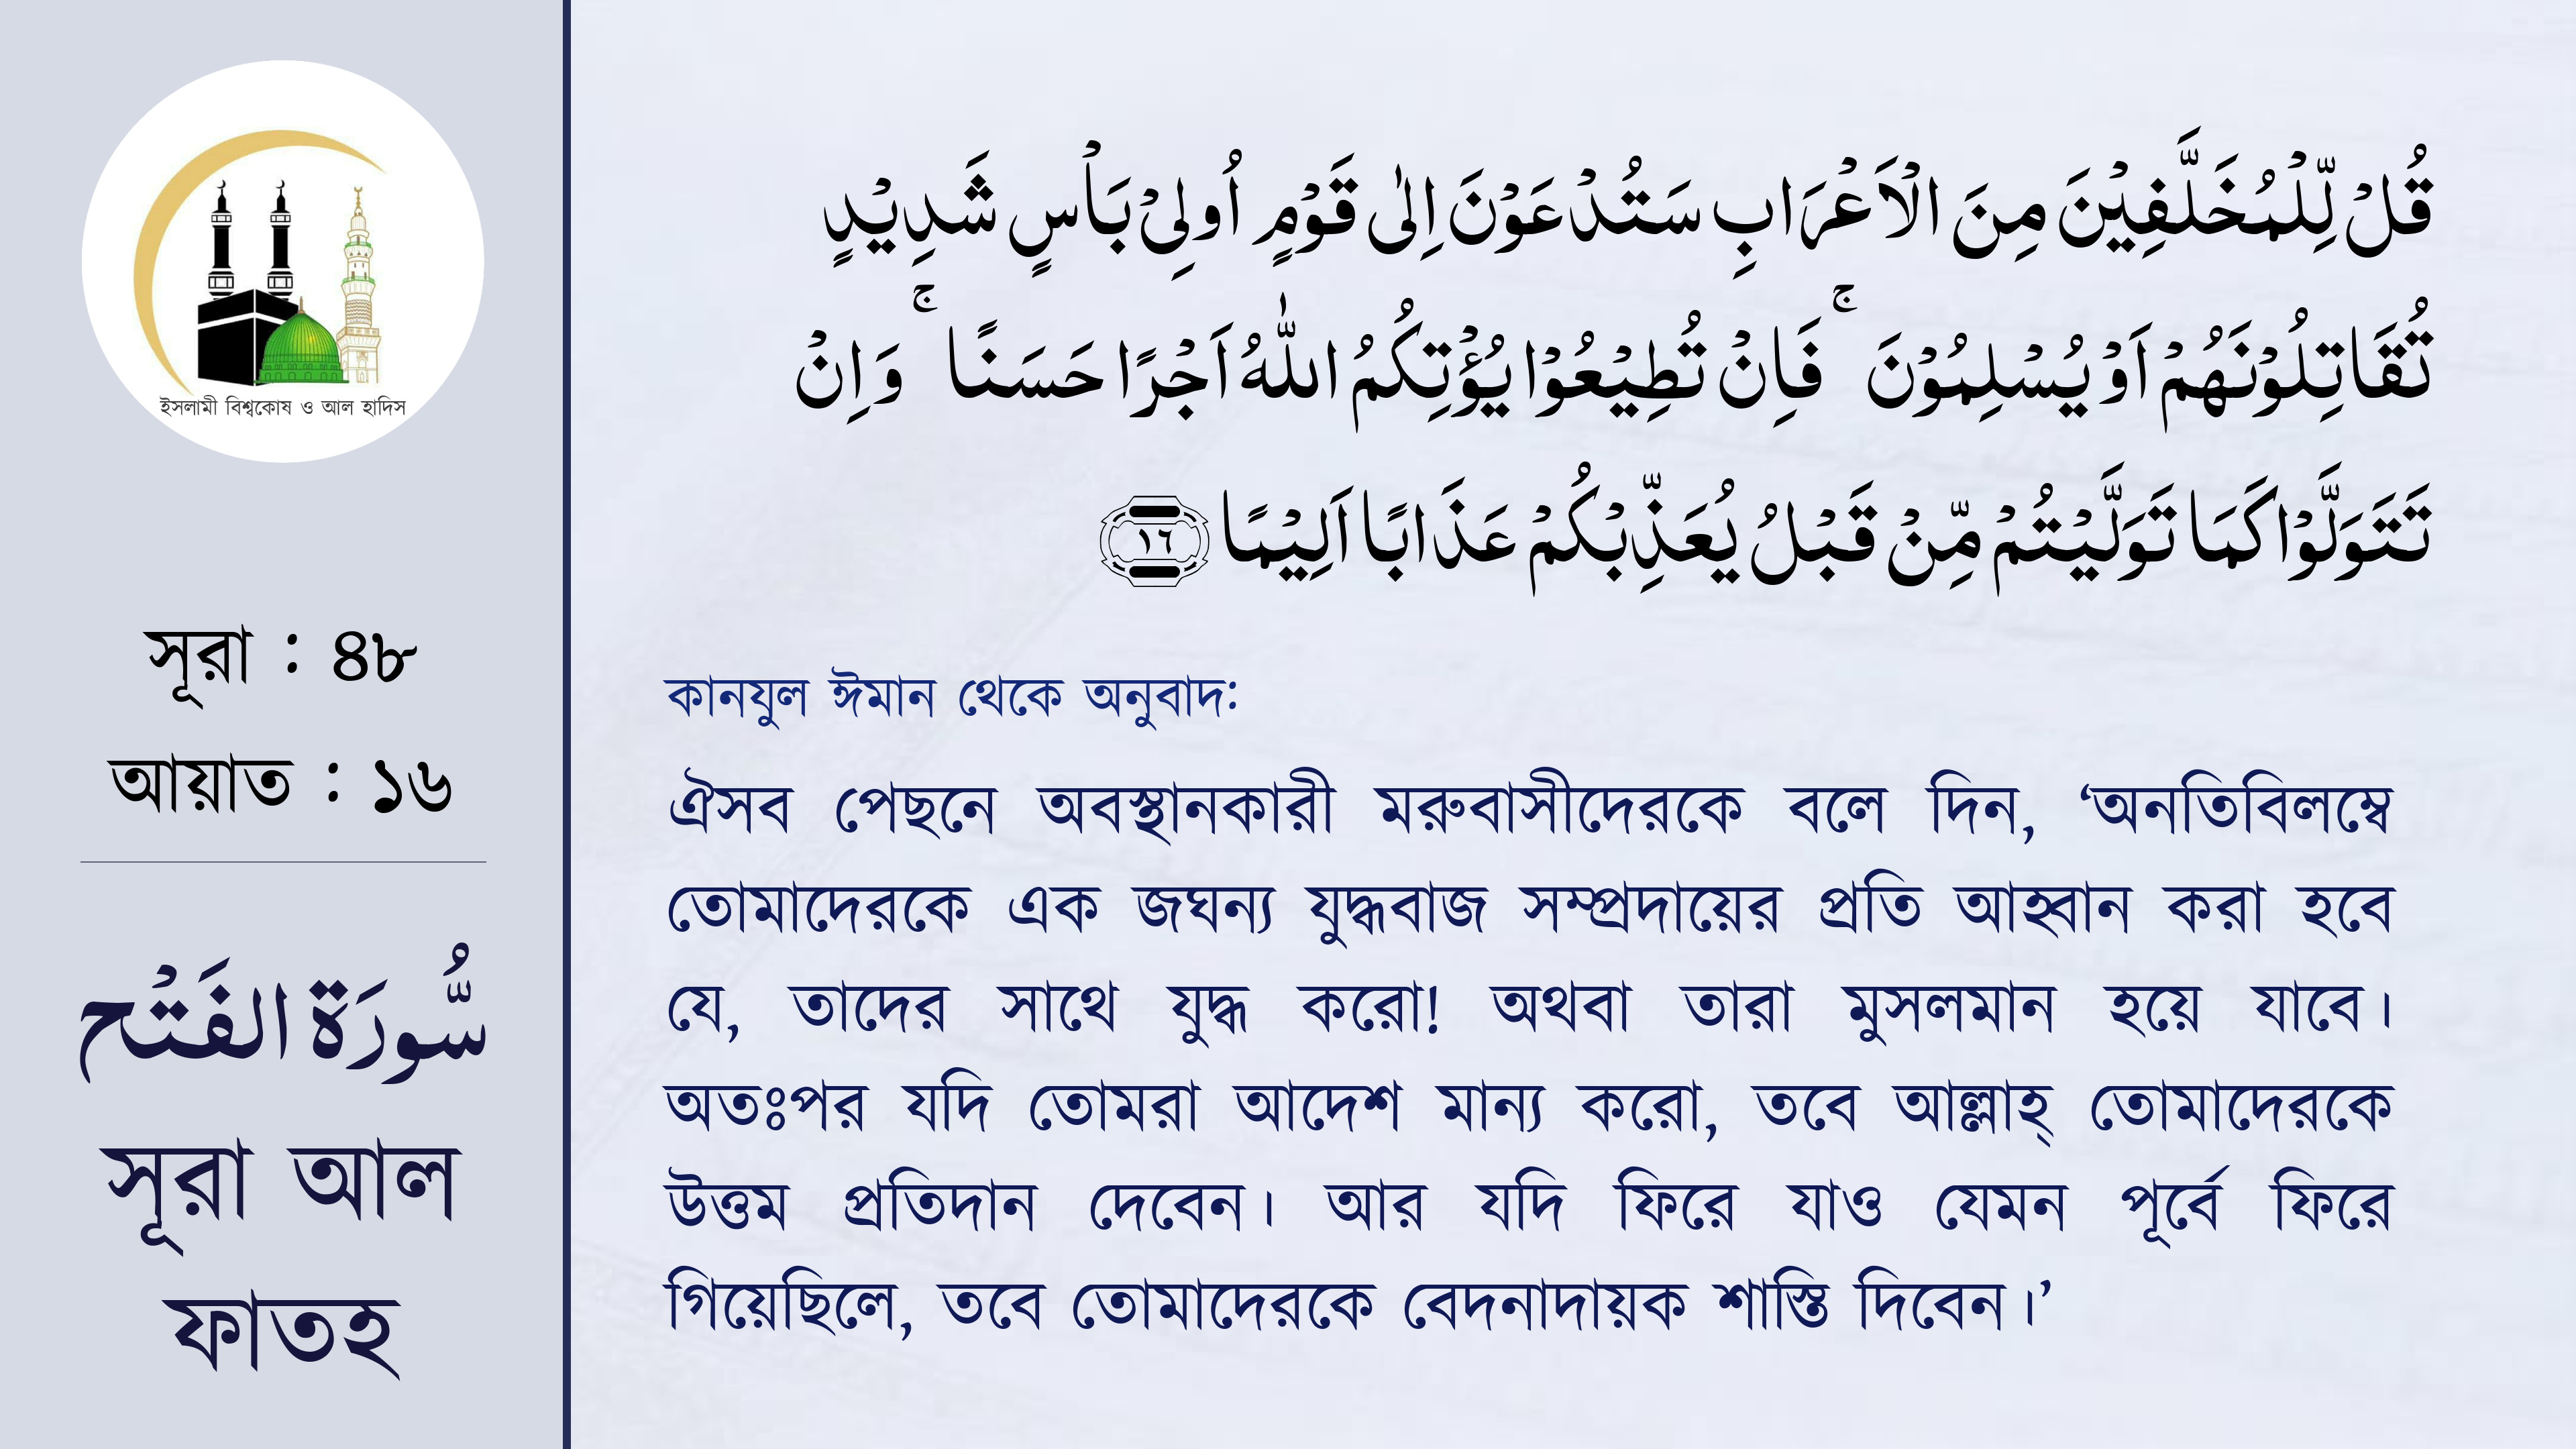 ইসলামী বিশ্বকোষ ও আল হাদিস
সূরা : ৪৮
আয়াত : ১৬
سُّورَة الفَتْح
সূরা আল
ফাতহ
قُلْ لِّلْمُخَلَّفِيْنَ مِنَ الْاَعْرَابِ سَتُدْعَوْنَ اِلٰى قَوْمٍ اُولِيْ بَاْسٍ شَدِيْدٍ
تُقَاتِلُوْنَهُمْ اَوْ يُسْلِمُوْنَ ۚ فَاِنْ تُطِيْعُوْا يُؤْتِكُمُ اللّٰهُ اَجْرًا حَسَنًا ۚ وَاِنْ
تَتَوَلَّوْا كَمَا تَوَلَّيْتُمْ مِّنْ قَبْلُ يُعَذِّبْكُمْ عَذَابًا اَلِيْمًا ١٦
কানযুল ঈমান থেকে অনুবাদ:
ঐসব পেছনে অবস্থানকারী মরুবাসীদেরকে বলে দিন, ‘অনতিবিলম্বে
তোমাদেরকে এক জঘন্য যুদ্ধবাজ সম্প্রদায়ের প্রতি আহ্বান করা হবে
যে, তাদের সাথে যুদ্ধ করো! অথবা তারা মুসলমান হয়ে যাবে।
অতঃপর যদি তোমরা আদেশ মান্য করো, তবে আল্লাহ্ তোমাদেরকে
উত্তম প্রতিদান দেবেন। আর যদি ফিরে যাও যেমন পূর্বে ফিরে
গিয়েছিলে, তবে তোমাদেরকে বেদনাদায়ক শাস্তি দিবেন।’